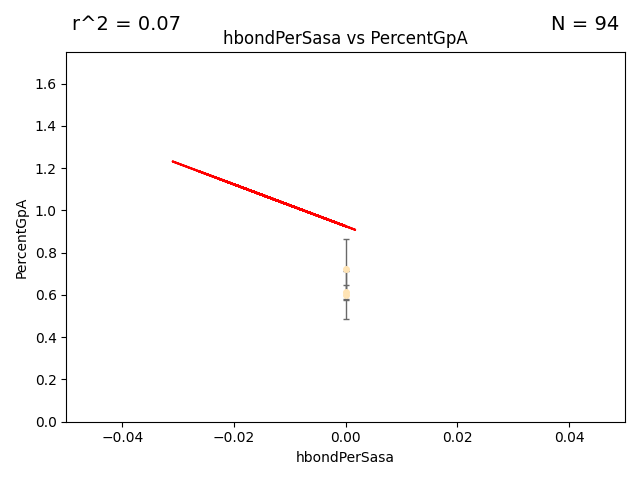 r^2 = 0.07
N = 94
hbondPerSasa vs PercentGpA
PercentGpA
1.6
1.4
1.2
1.0
0.8
0.6
0.4
0.2
0.0
−0.04
−0.02
0.00
0.02
0.04
hbondPerSasa